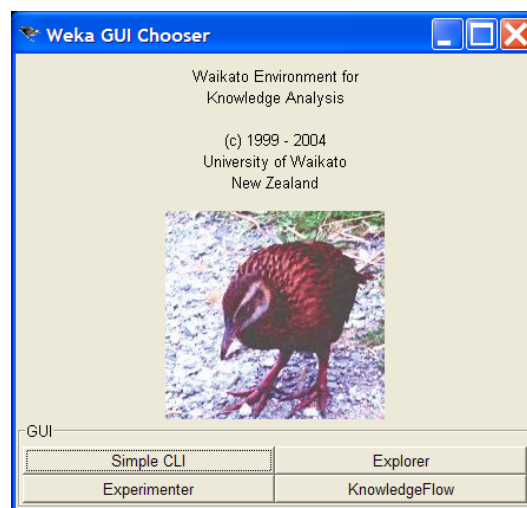 Weka GUI Chooser
Waikato Environment for
Knowledge Analysis
(c) 1999 - 2004
University of Waikato
New Zealand
GUI
Simple CLI
Explorer
Experimenter
KnowledgeFlow